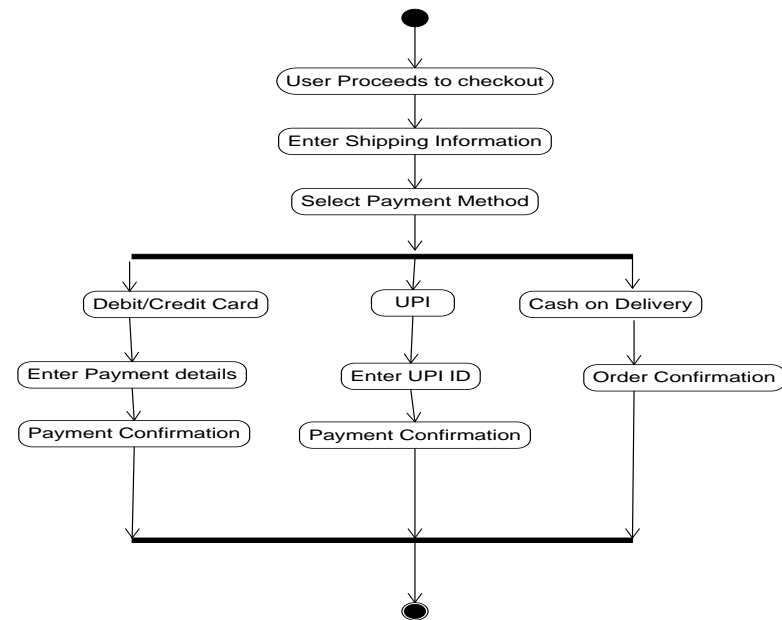 User Proceeds to checkout
Enter Shipping Information
Select Payment Method
Debit/Credit Card
UPI
Cash on Delivery
Enter Payment details
Enter UPI ID
Order Confirmation
Payment Confirmation
Payment Confirmation